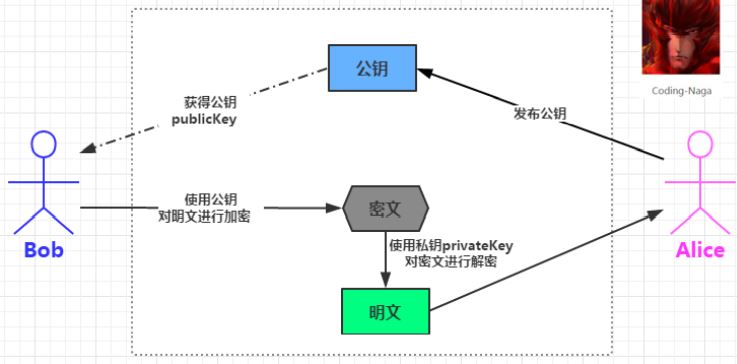 公钥
Coding-Naga
获得公钥
publicKey
发布公钥
使用公钥
对明文进行加密
密文
Bob
Alice
使用私钥privateKey
对密文进行解密
明文